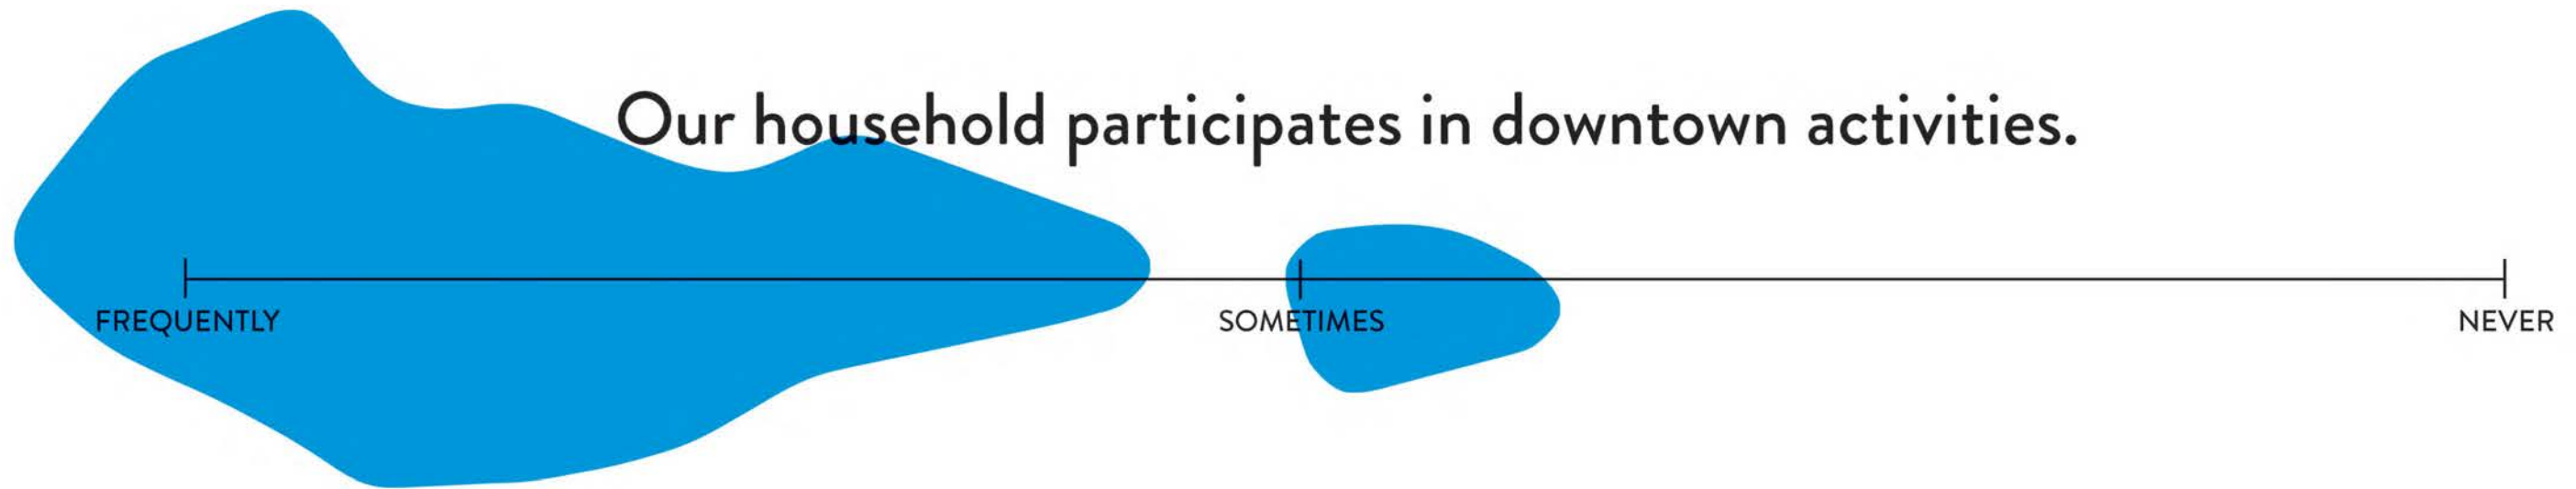 Our household participates in downtown activities.
FREQUENTLY
SOMETIMES
NEVER